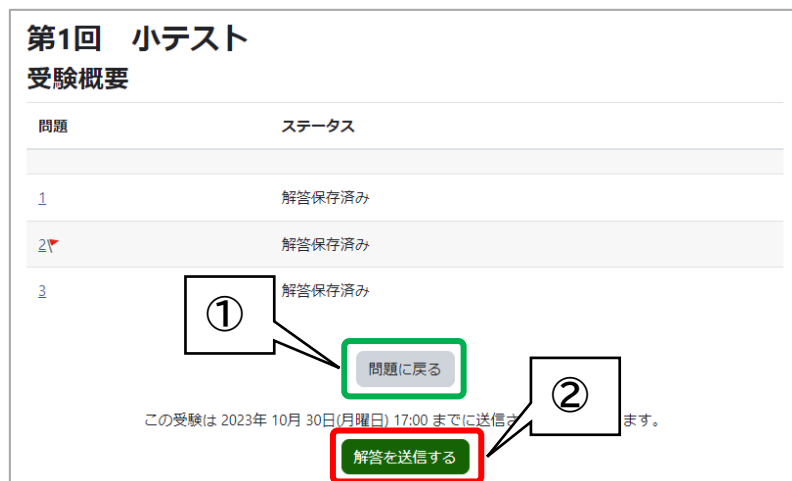 第1回　小テスト
受験概要
問題 ステータス
1 解答保存済み
2 解答保存済み
3 解答保存済み
①
問題に戻る
②
この受験は 2023年 10月 30日(月曜日) 17:00 までに送信さ ます。
解答を送信する